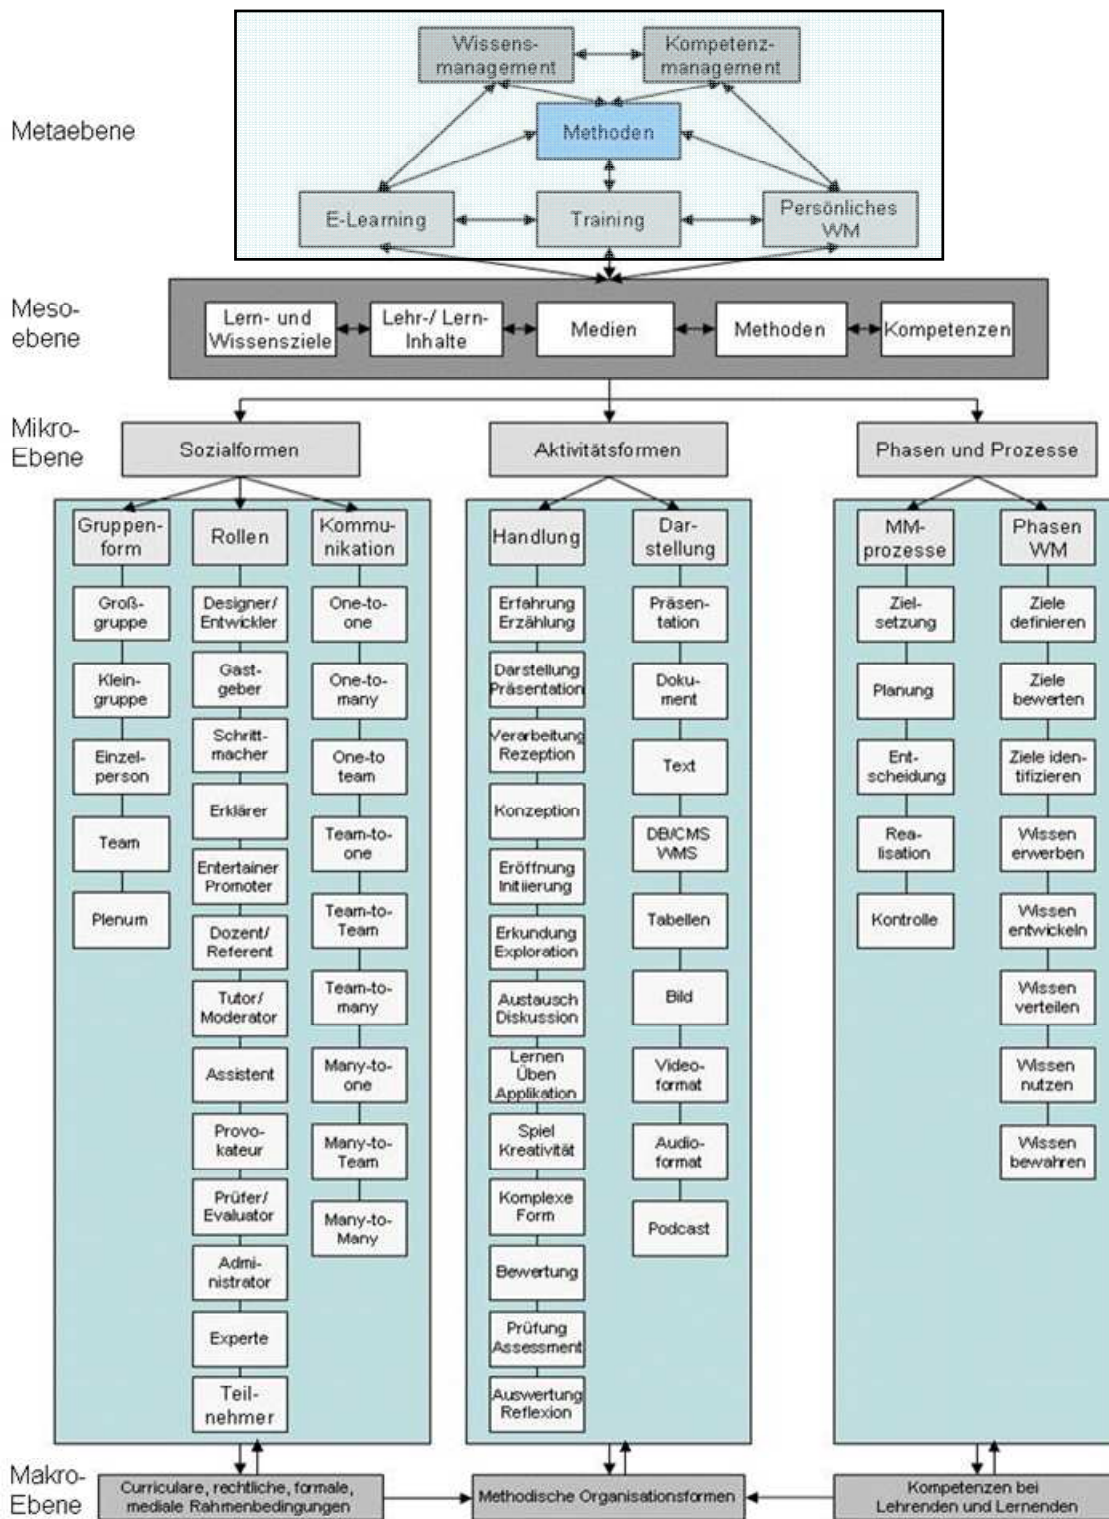 Metaebene
Wissens-
management
Kompetenz-
management
Methoden
E-Learning
Training
Persönliches
WM
Meso-
ebene
Lern- und
Wissensziele
Lehr-/ Lern-
Inhalte
Medien
Methoden
Kompetenzen
Mikro-
Ebene
Sozialformen
Aktivitätsformen
Phasen und Prozesse
Gruppen-
form
Groß-
gruppe
Klein-
gruppe
Einzel-
person
Team
Plenum
Rollen
Designer/
Entwickler
Gast-
geber
Schritt-
macher
Erklärer
Entertainer
Promoter
Dozent/
Referent
Tutor/
Moderator
Assistent
Provo-
kateur
Prüfer/
Evaluator
Admi-
nistrator
Experte
Teil-
nehmer
Kommu-
nikation
One-to-
one
One-to-
many
One-to
team
Team-to-
one
Team-to-
Team
Team-to-
many
Many-to-
one
Many-to-
Team
Many-to-
Many
Handlung
Erfahrung
Erzählung
Darstellung
Präsentation
Verarbeitung
Rezeption
Konzeption
Eröffnung
Initiierung
Erkundung
Exploration
Austausch
Diskussion
Lernen
Üben
Applikation
Spiel
Kreativität
Komplexe
Form
Bewertung
Prüfung
Assessment
Auswertung
Reflexion
Dar-
stellung
Präsen-
tation
Doku-
ment
Text
DB/CMS
WMS
Tabellen
Bild
Video-
format
Audio-
format
Podcast
MM-
prozesse
Ziel-
setzung
Planung
Ent-
scheidung
Rea-
lisation
Kontrolle
Phasen
WM
Ziele
definieren
Ziele
bewerten
Ziele iden-
tifizieren
Wissen
erwerben
Wissen
entwickeln
Wissen
verteilen
Wissen
nutzen
Wissen
bewahren
Makro-
Ebene
Curriculare, rechtliche, formale,
mediale Rahmenbedingungen
Methodische Organisationsformen
Kompetenzen bei
Lehrenden und Lernenden